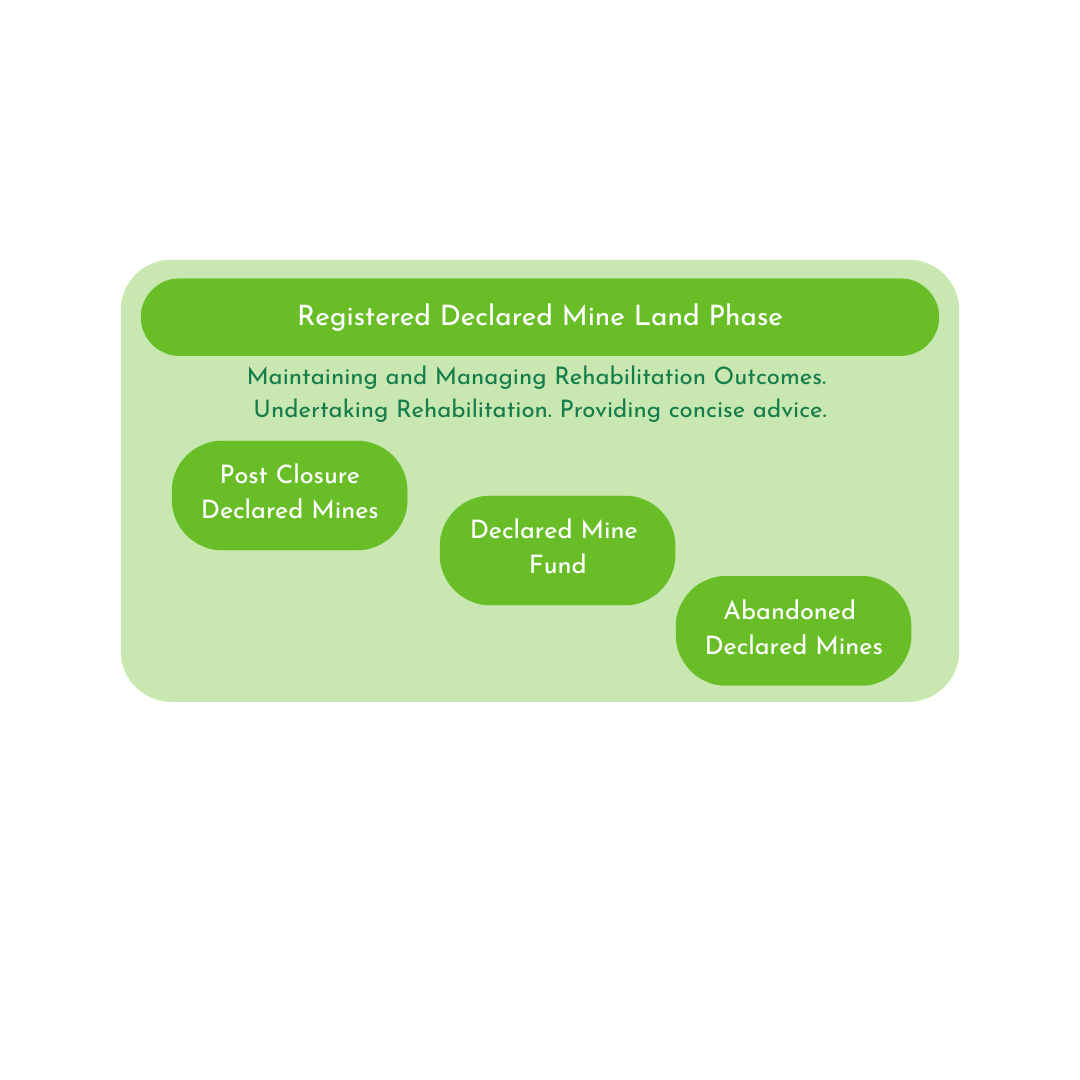 Registered Declared Mine Land Phase
Maintaining and Managing Rehabilitation Outcomes.
Undertaking Rehabilitation. Providing concise advice.
Post Closure
Declared Mines
Declared Mine
Fund
Abandoned
Declared Mines